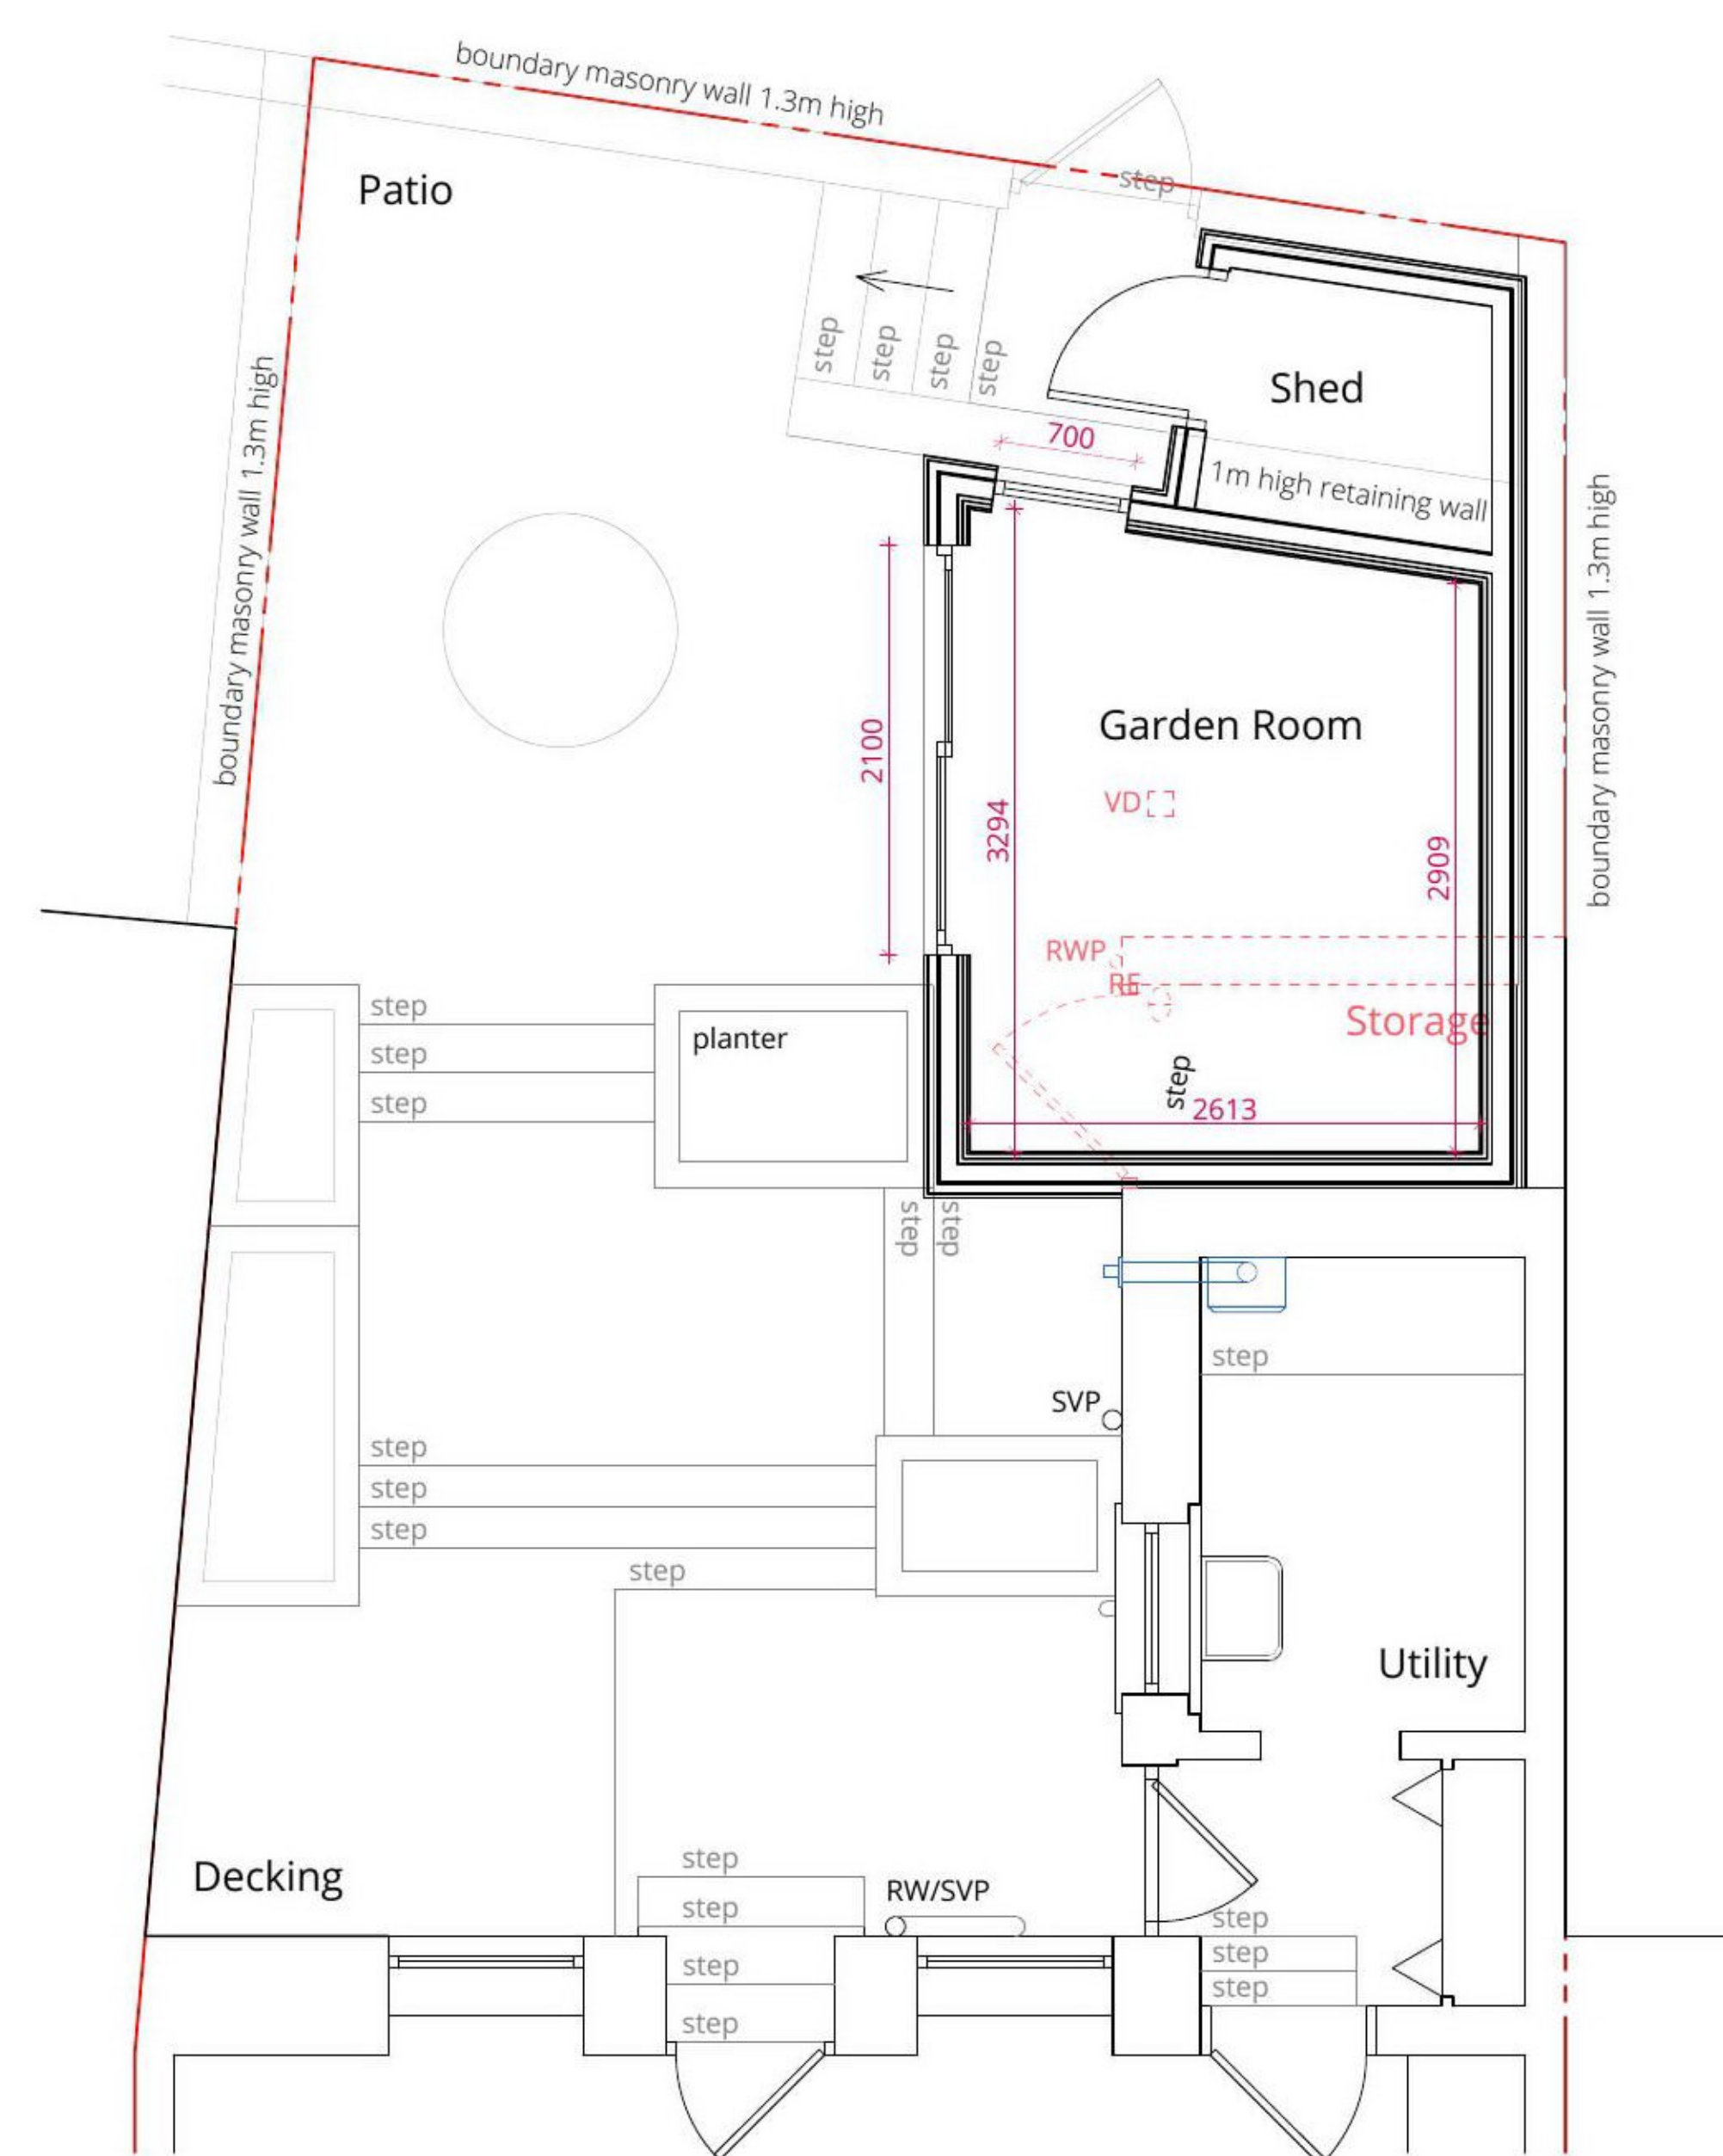 boundary masonry wall 1.3m high
step
Patio
step
step
step
step
Shed
boundary masonry wall 1.3m high
700
1m high retaining wall
boundary masonry wall 1.3m high
Garden Room
2100
VD
3294
2909
RWP
RE
Storage
step
step
step
planter
step
2613
step
step
step
SVP
step
step
step
step
Utility
step
Decking
RW/SVP
step
step
step
step
step
step